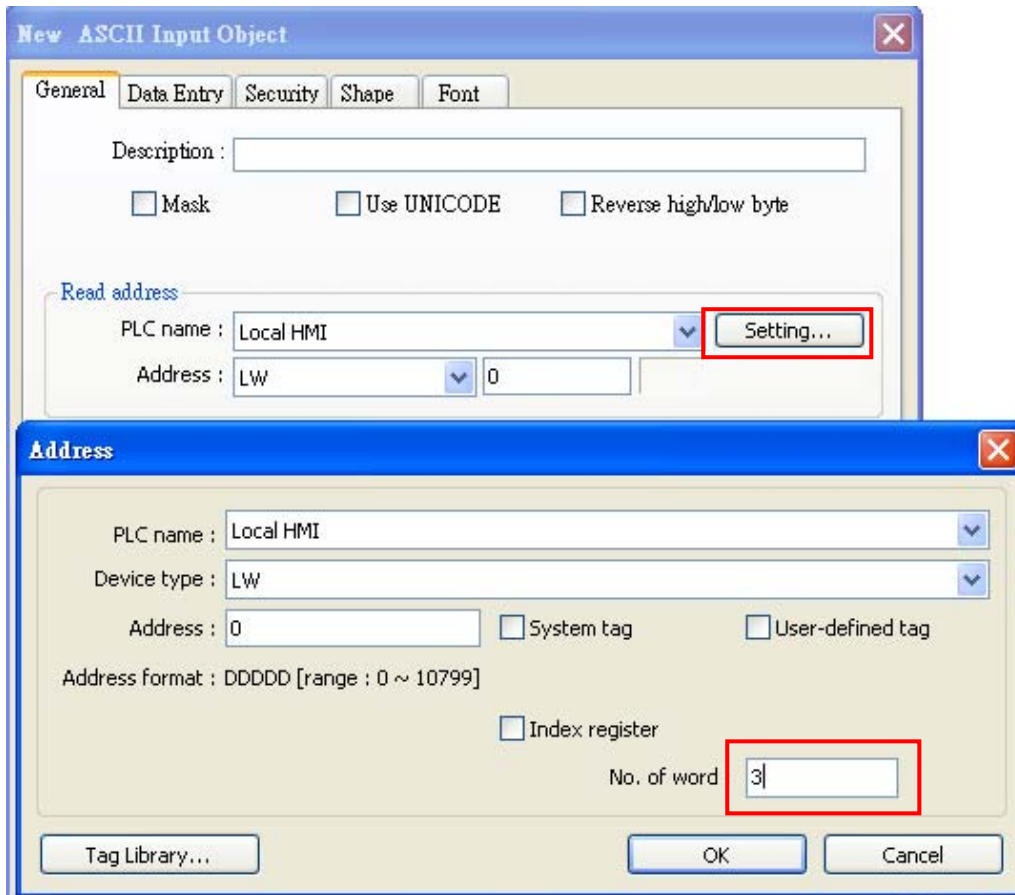 New ASCII Input Object
General Data Entry Security Shape Font
Description :
Mask Use UNICODE Reverse high/low byte
Read address
PLC name : Local HMI Setting...
Address : LW 0
Address
PLC name : Local HMI
Device type : LW
Address : 0 System tag User-defined tag
Address format : DDDDD [range : 0 ~ 10799]
Index register
No. of word 3
Tag Library... OK Cancel